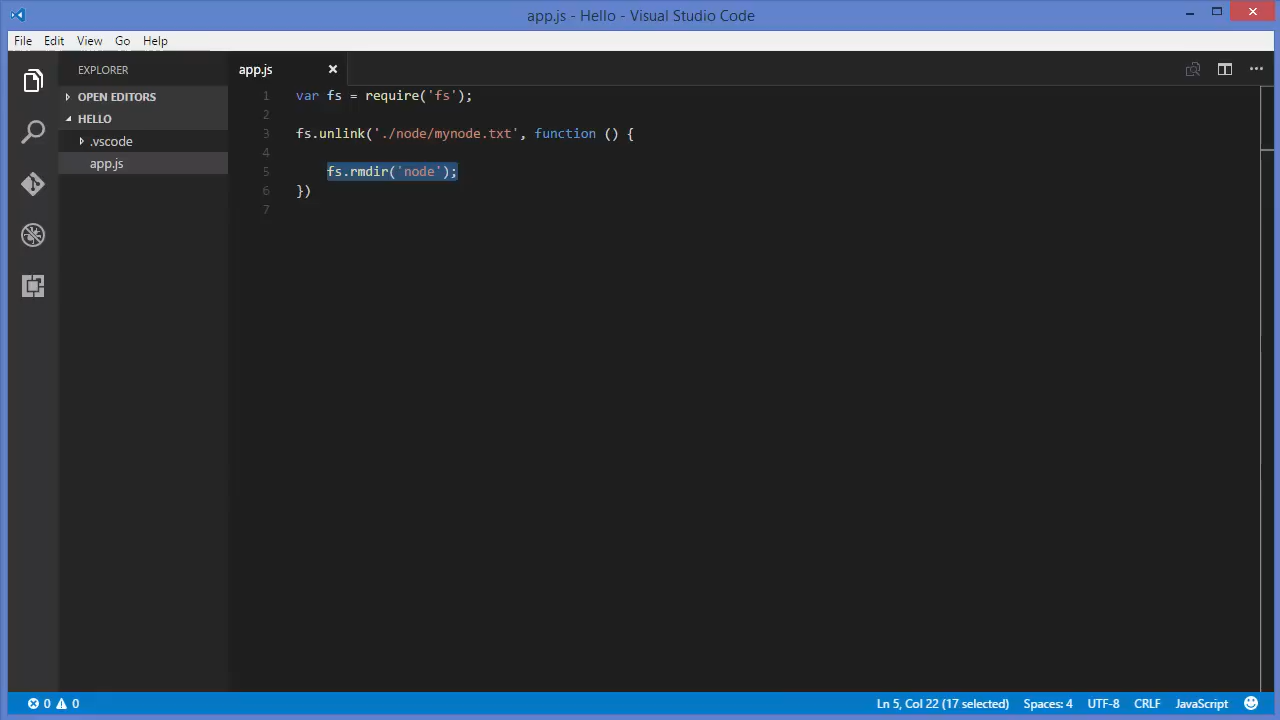 app.js - Hello - Visual Studio Code
File Edit View Go Help
EXPLORER
OPEN EDITORS
HELLO
.vscode
app.js
app.js
1 var fs = require('fs');
2
3 fs.unlink('./node/mynode.txt', function () {
4
5 fs.rmdir('node');
6 })
7
0 0
Ln 5, Col 22 (17 selected) Spaces: 4 UTF-8 CRLF JavaScript